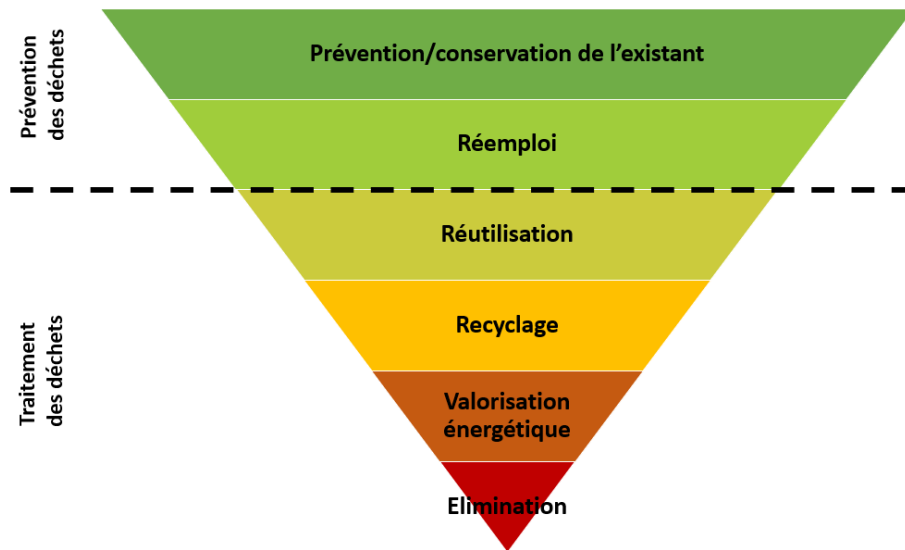 Prévention
des déchets
Prévention/conservation de l'existant
Réemploi
Traitement
des déchets
Réutilisation
Recyclage
Valorisation
énergétique
Elimination